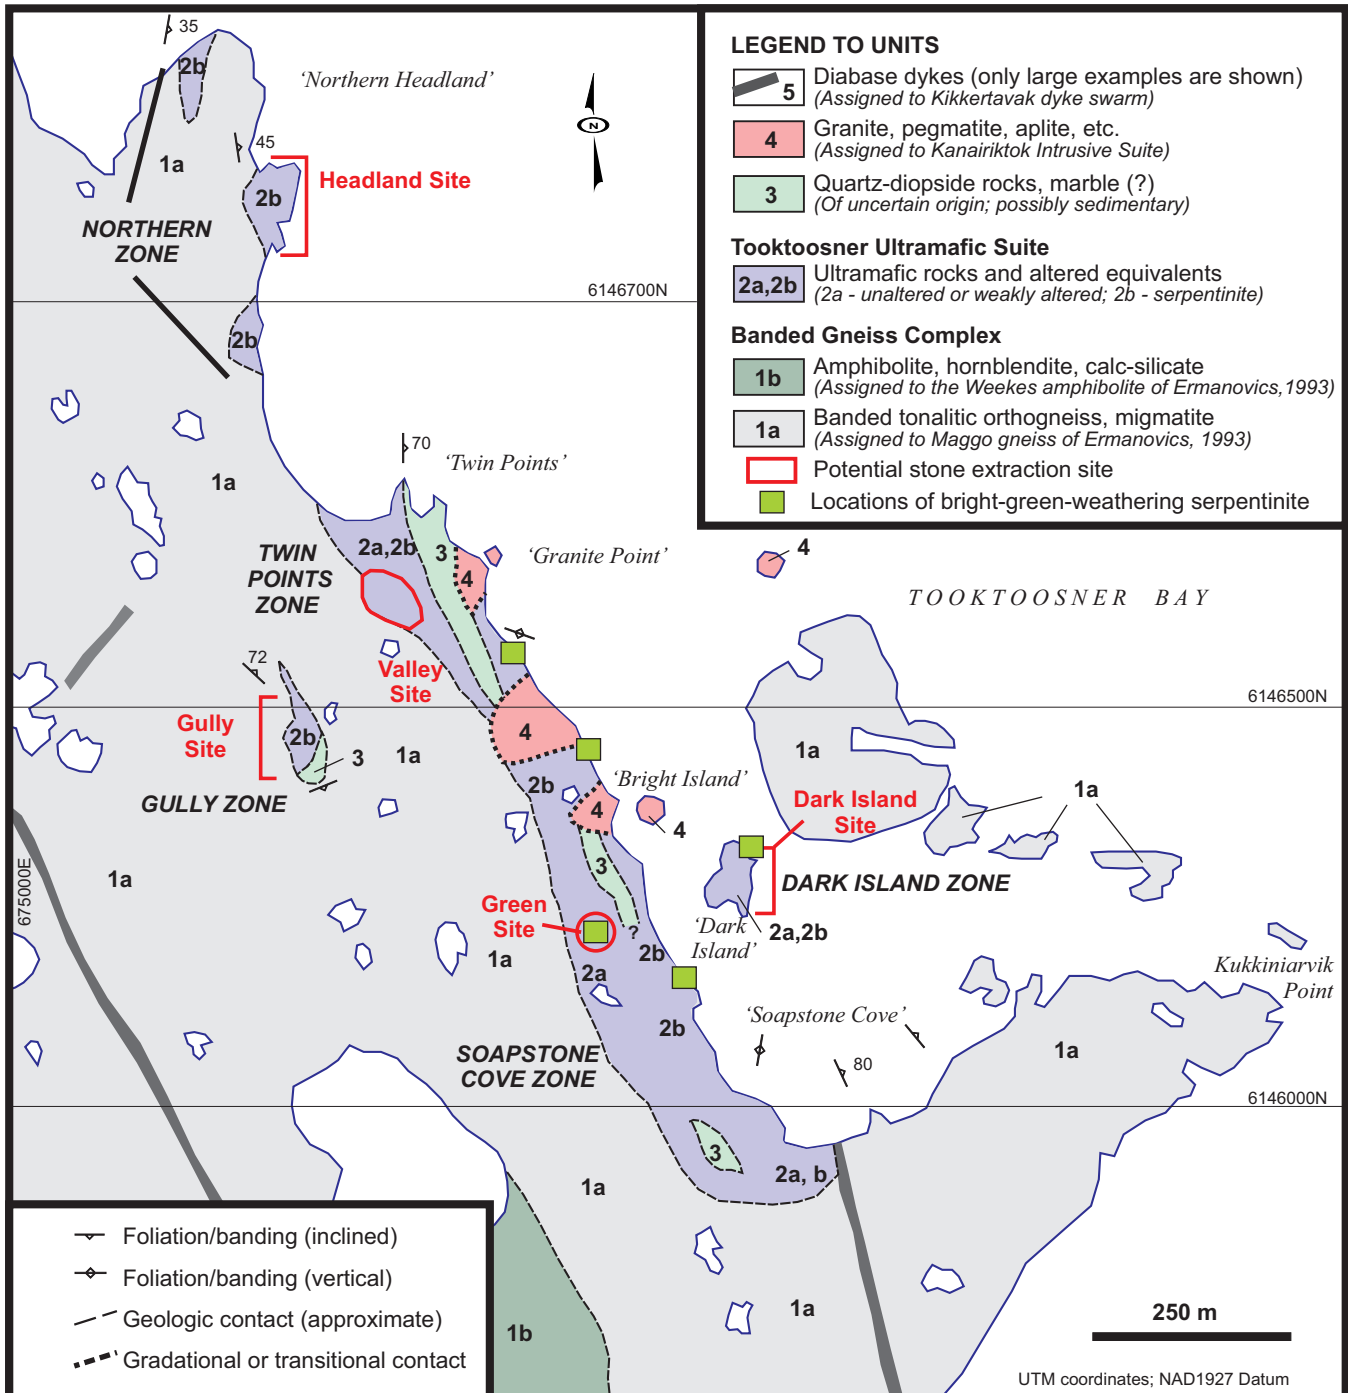 LEGEND TO UNITS
5
Diabase dykes (only large examples are shown)
(Assigned to Kikkertavak dyke swarm)
4
Granite, pegmatite, aplite, etc.
(Assigned to Kanairiktok Intrusive Suite)
3
Quartz-diopside rocks, marble (?)
(Of uncertain origin; possibly sedimentary)
Tooktoosner Ultramafic Suite
2a,2b
Ultramafic rocks and altered equivalents
(2a - unaltered or weakly altered; 2b - serpentinite)
Banded Gneiss Complex
1b
Amphibolite, hornblendite, calc-silicate
(Assigned to the Weekes amphibolite of Ermanovics,1993)
1a
Banded tonalitic orthogneiss, migmatite
(Assigned to Maggo gneiss of Ermanovics, 1993)
Potential stone extraction site
Locations of bright-green-weathering serpentinite
35
2b
'Northern Headland'
N
45
1a
2b
Headland Site
NORTHERN
ZONE
6146700N
2b
70
'Twin Points'
1a
2a,2b
3
4
'Granite Point'
4
TWIN
POINTS
ZONE
TOOKTOOSNER BAY
72
Valley
Site
6146500N
Gully
Site
2b
3
1a
4
1a
GULLY ZONE
2b
'Bright Island'
4
4
Dark Island
Site
1a
675000E
1a
3
DARK ISLAND ZONE
Green
Site
?
'Dark
Island'
2a,2b
1a
2a
2b
Kukkiniarvik
Point
2b
'Soapstone Cove'
SOAPSTONE
COVE ZONE
80
1a
6146000N
3
2a, b
1a
1a
1b
Foliation/banding (inclined)
Foliation/banding (vertical)
Geologic contact (approximate)
Gradational or transitional contact
250 m
UTM coordinates; NAD1927 Datum